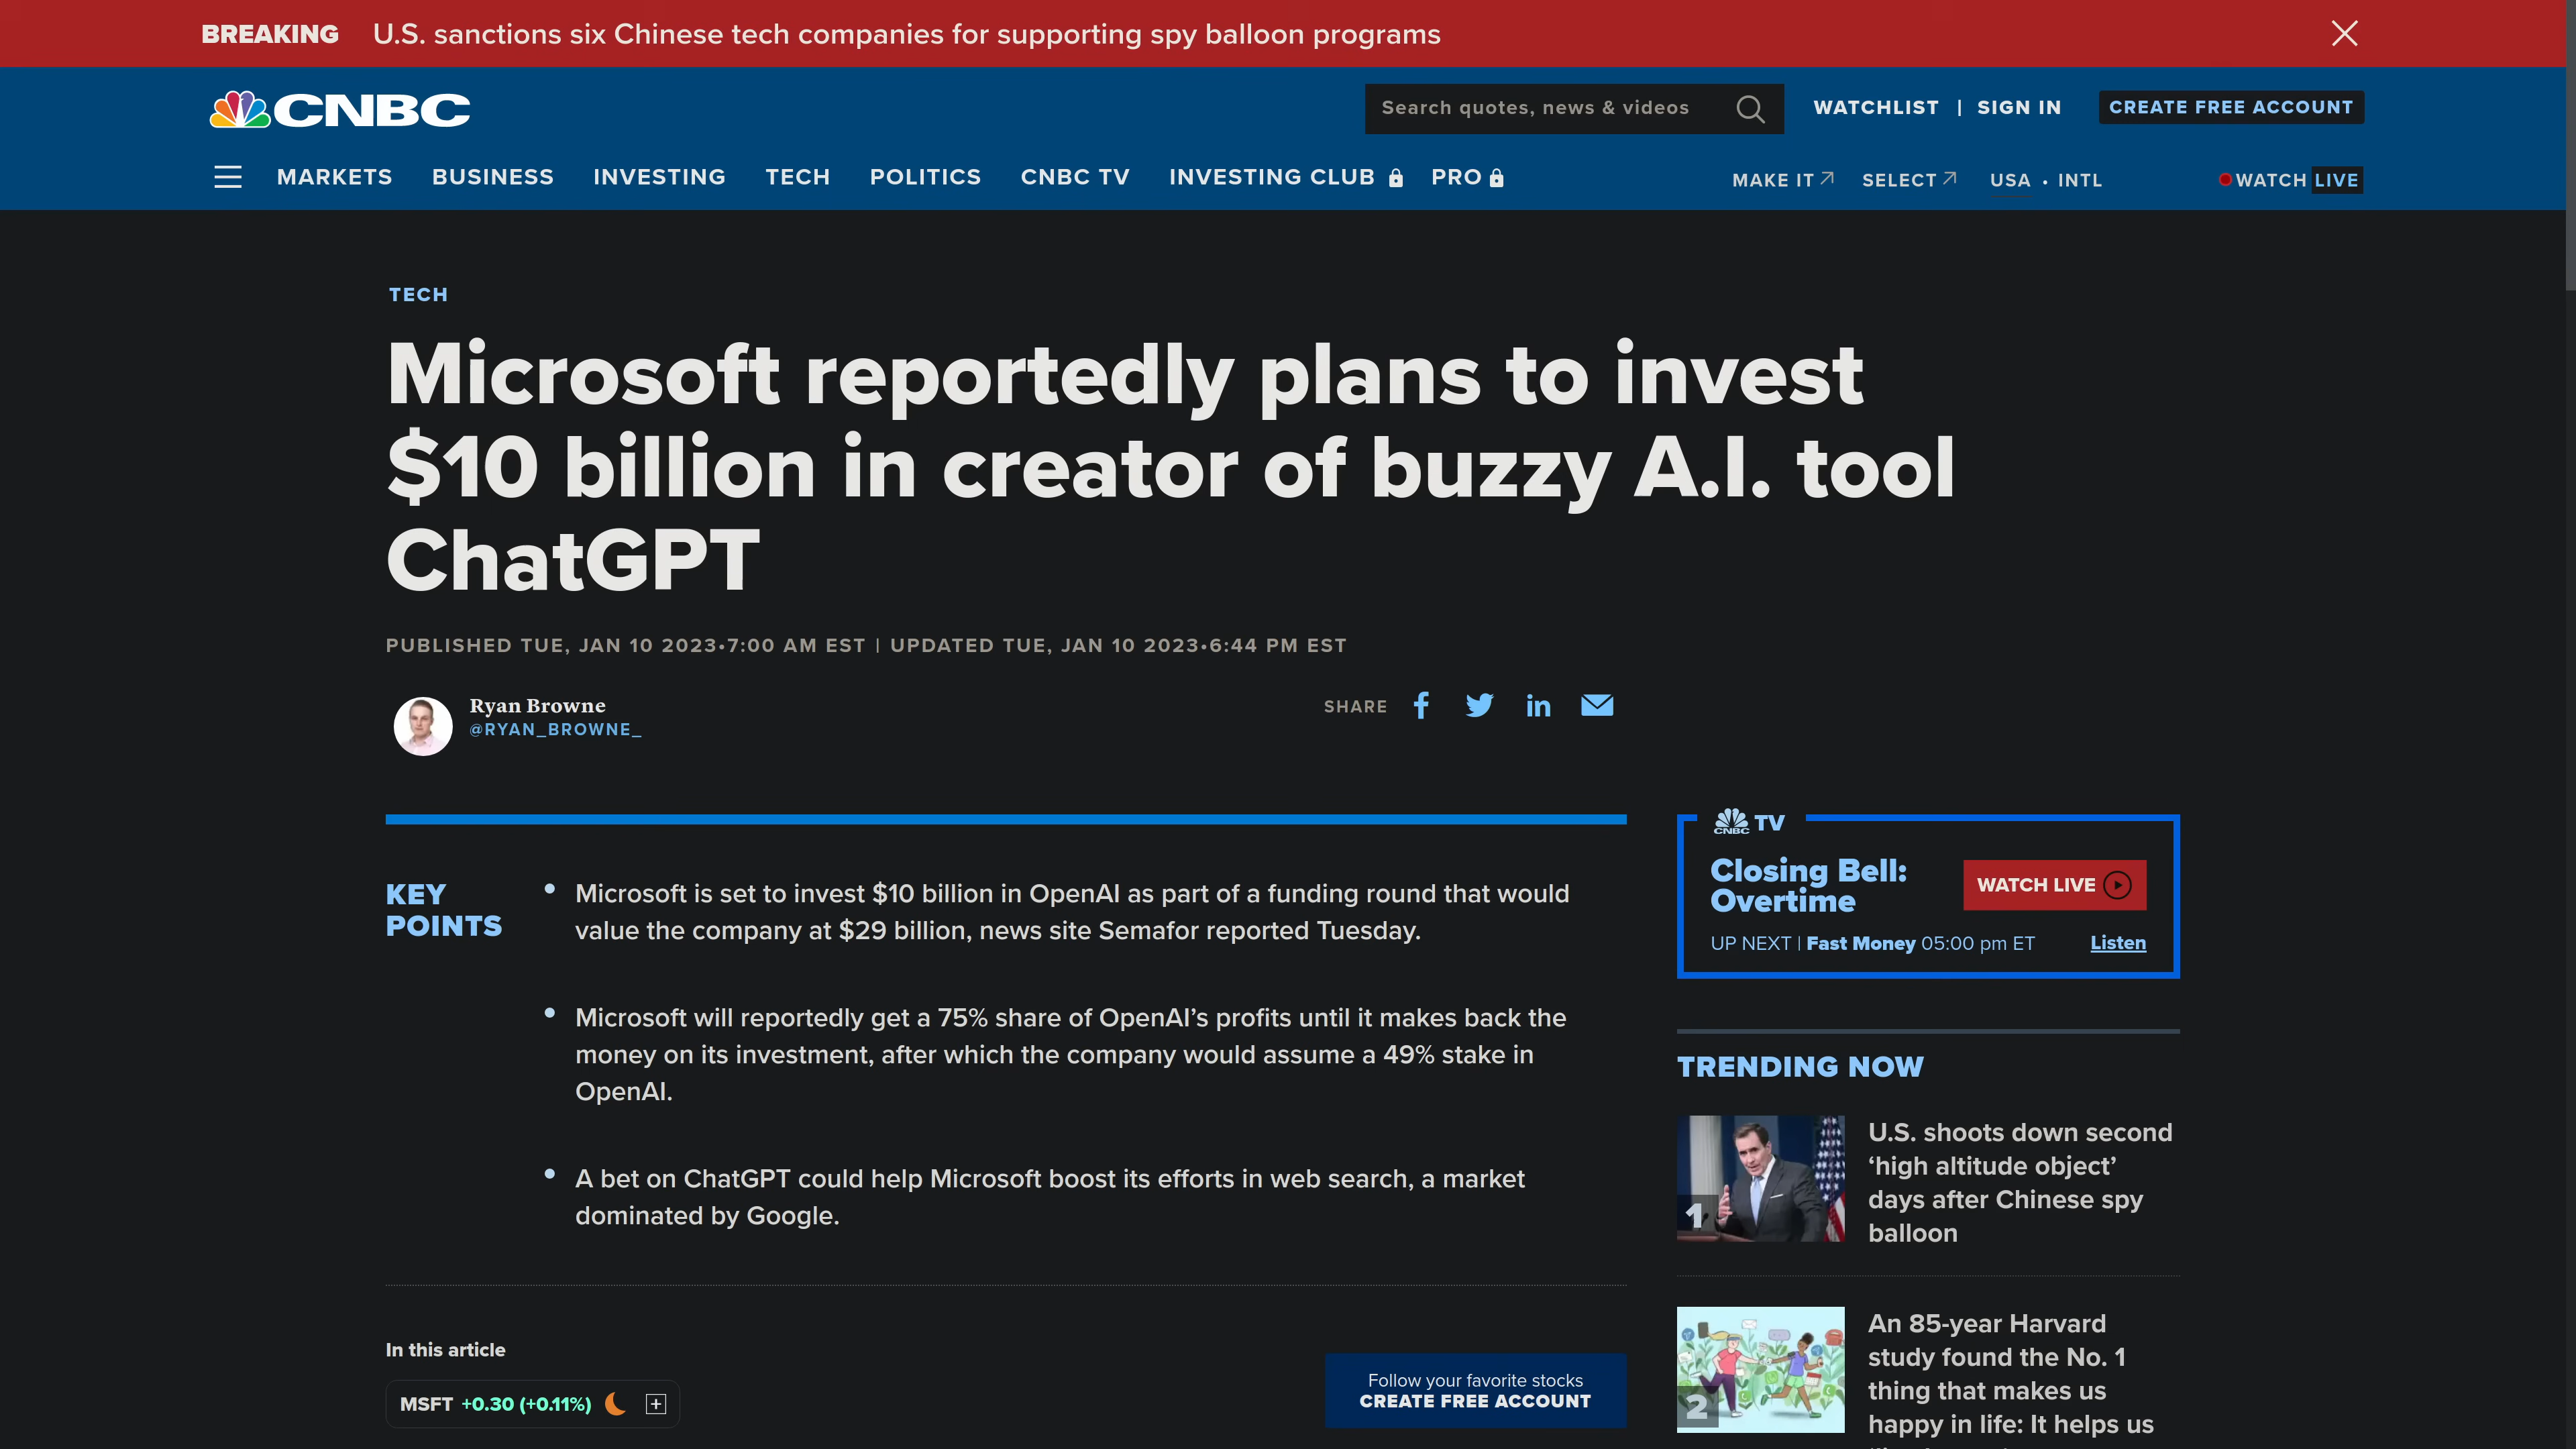 BREAKING U.S. sanctions six Chinese tech companies for supporting spy balloon programs
CNBC
Search quotes, news & videos
WATCHLIST | SIGN IN
CREATE FREE ACCOUNT
MARKETS BUSINESS INVESTING TECH POLITICS CNBC TV INVESTING CLUB PRO
MAKE IT SELECT USA • INTL WATCH LIVE
TECH
Microsoft reportedly plans to invest
$10 billion in creator of buzzy A.I. tool
ChatGPT
PUBLISHED TUE, JAN 10 2023•7:00 AM EST | UPDATED TUE, JAN 10 2023•6:44 PM EST
Ryan Browne
@RYAN_BROWNE_
SHARE
KEY
POINTS
• Microsoft is set to invest $10 billion in OpenAI as part of a funding round that would
value the company at $29 billion, news site Semafor reported Tuesday.
• Microsoft will reportedly get a 75% share of OpenAI’s profits until it makes back the
money on its investment, after which the company would assume a 49% stake in
OpenAI.
• A bet on ChatGPT could help Microsoft boost its efforts in web search, a market
dominated by Google.
In this article
MSFT +0.30 (+0.11%)
Follow your favorite stocks
CREATE FREE ACCOUNT
CNBC TV
Closing Bell:
Overtime
WATCH LIVE
UP NEXT | Fast Money 05:00 pm ET
Listen
TRENDING NOW
1
U.S. shoots down second
‘high altitude object’
days after Chinese spy
balloon
2
An 85-year Harvard
study found the No. 1
thing that makes us
happy in life: It helps us